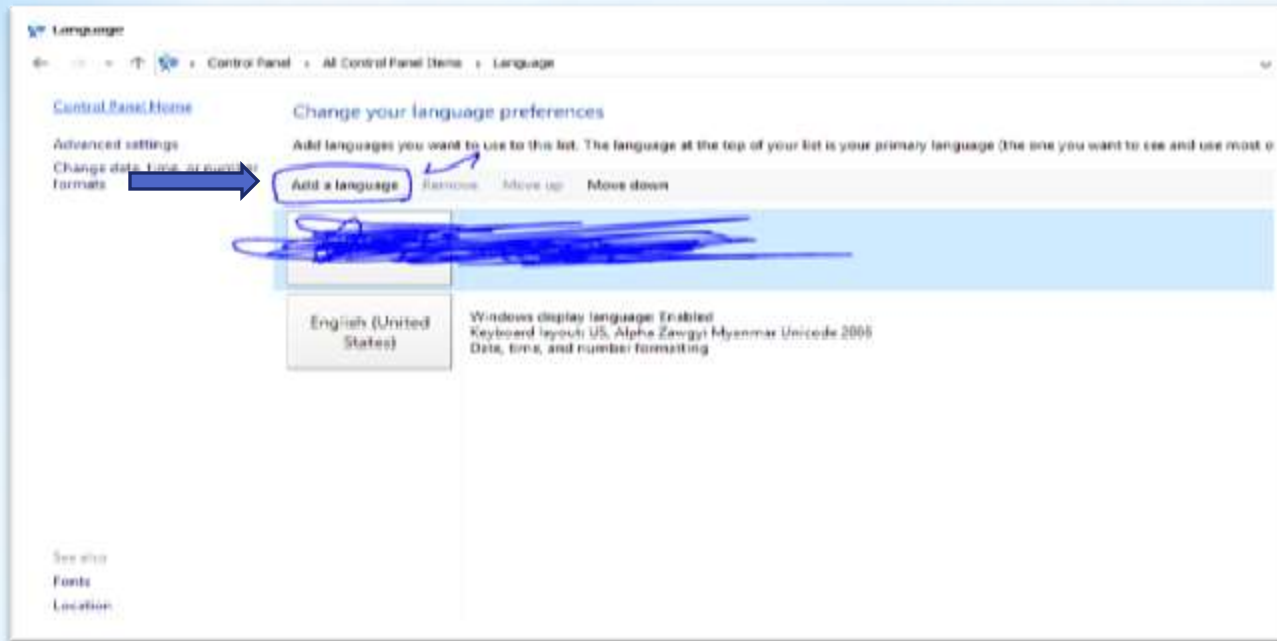 Language
Control Panel › All Control Panel Items › Language
Control Panel Home
Advanced settings
Change date, time, or number
formats
Change your language preferences
Add languages you want to use to this list. The language at the top of your list is your primary language (the one you want to see and use most o
Add a language Remove Move up Move down
English (United
States)
Windows display language: Enabled
Keyboard layout: US, Alpha Zawgyi Myanmar Unicode 2005
Date, time, and number formatting
See also
Fonts
Location